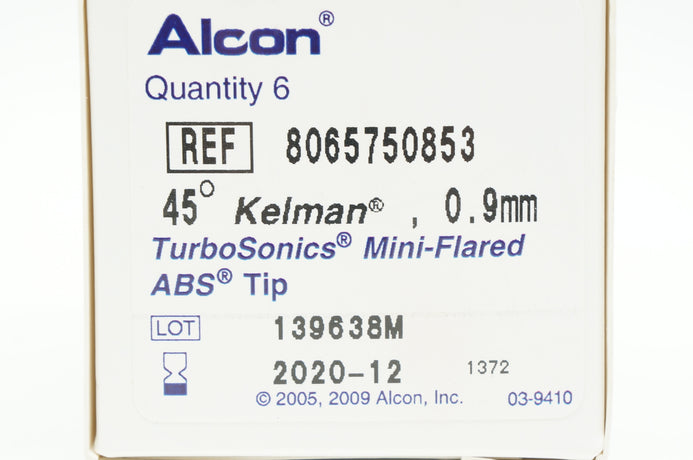 Alcon®
Quantity 6
REF 8065750853
45° Kelman® , 0.9mm
TurboSonics® Mini-Flared
ABS® Tip
LOT 139638M
2020-12 1372
© 2005, 2009 Alcon, Inc. 03-9410